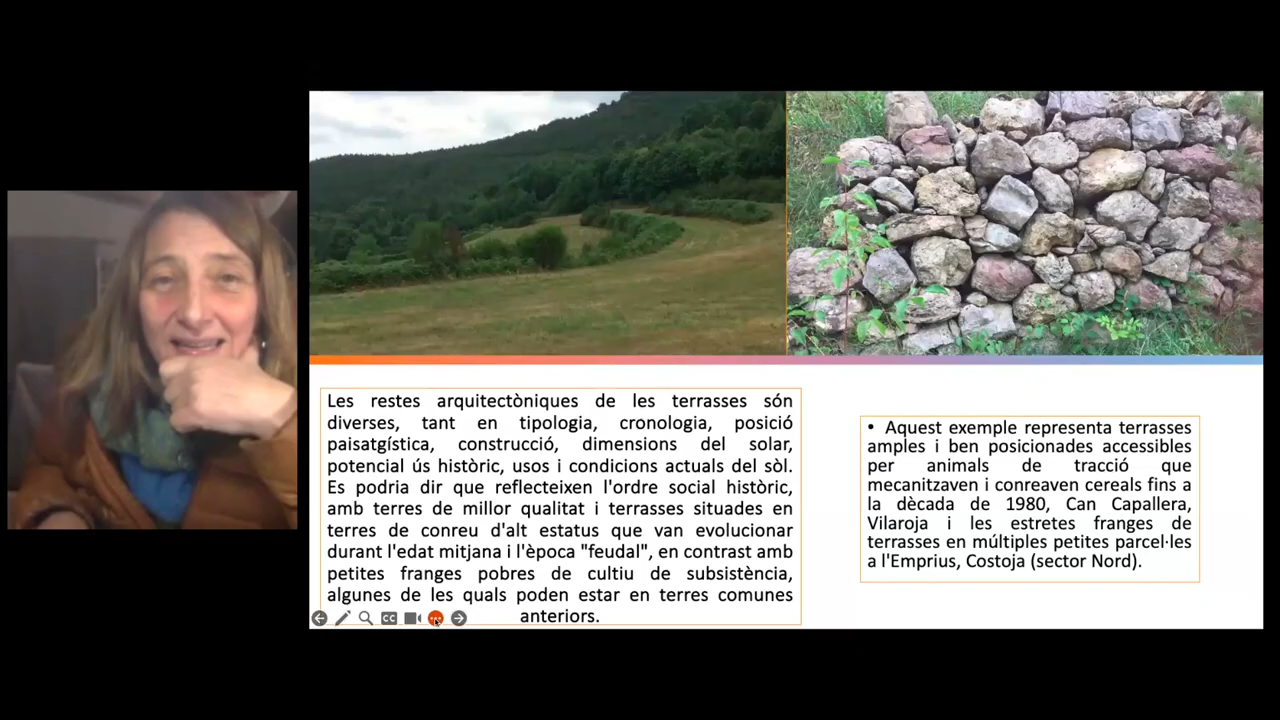 Les restes arquitectòniques de les terrasses són
diverses, tant en tipologia, cronologia, posició
paisatgística, construcció, dimensions del solar,
potencial ús històric, usos i condicions actuals del sòl.
Es podria dir que reflecteixen l'ordre social històric,
amb terres de millor qualitat i terrasses situades en
terres de conreu d'alt estatus que van evolucionar
durant l'edat mitjana i l'època "feudal", en contrast amb
petites franges pobres de cultiu de subsistència,
algunes de les quals poden estar en terres comunes
anteriors.
CC
• Aquest exemple representa terrasses
amples i ben posicionades accessibles
per animals de tracció que
mecanitzaven i conreaven cereals fins a
la dècada de 1980, Can Capallera,
Vilaroja i les estretes franges de
terrasses en múltiples petites parcel·les
a l'Emprius, Costoja (sector Nord).